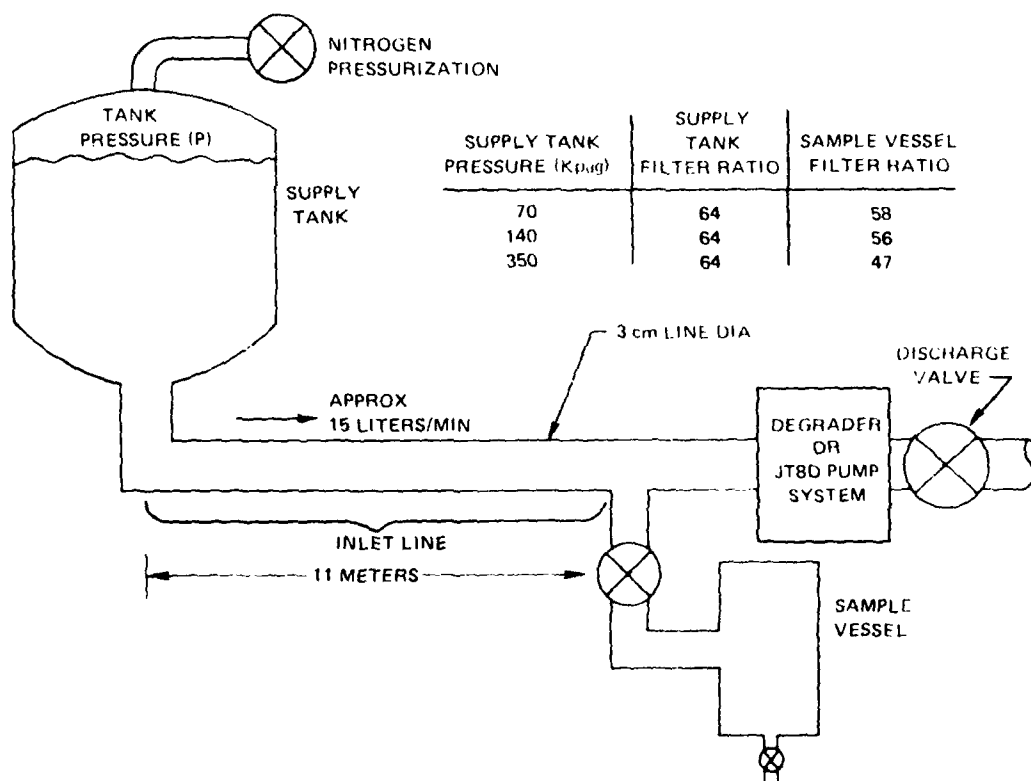 NITROGEN
PRESSURIZATION
TANK
PRESSURE (P)
SUPPLY
TANK
SUPPLY TANK
PRESSURE (Kpag)
SUPPLY
TANK
FILTER RATIO
SAMPLE VESSEL
FILTER RATIO
70 64 58
140 64 56
350 64 47
3 cm LINE DIA
DISCHARGE
VALVE
APPROX
15 LITERS/MIN
DEGRADER
OR
JT8D PUMP
SYSTEM
INLET LINE
11 METERS
SAMPLE
VESSEL